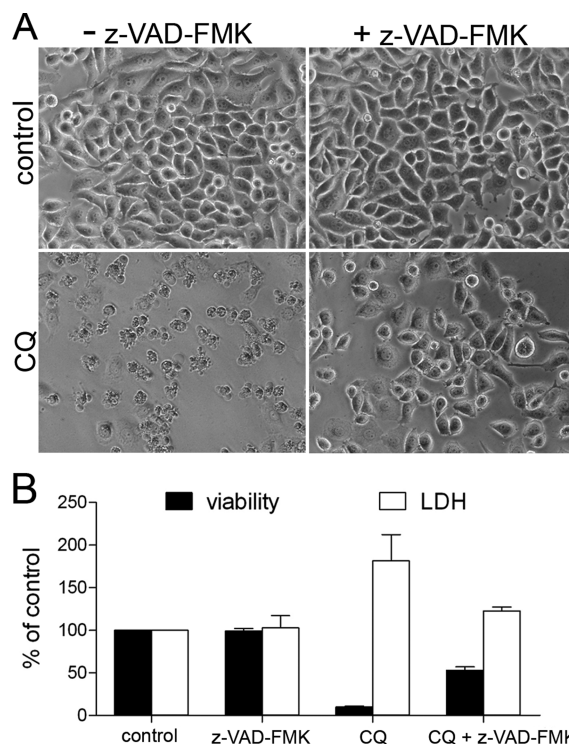 A
- z-VAD-FMK
+ z-VAD-FMK
control
CQ
B
viability
LDH
% of control
250
200
150
100
50
0
control
z-VAD-FMK
CQ
CQ + z-VAD-FMK